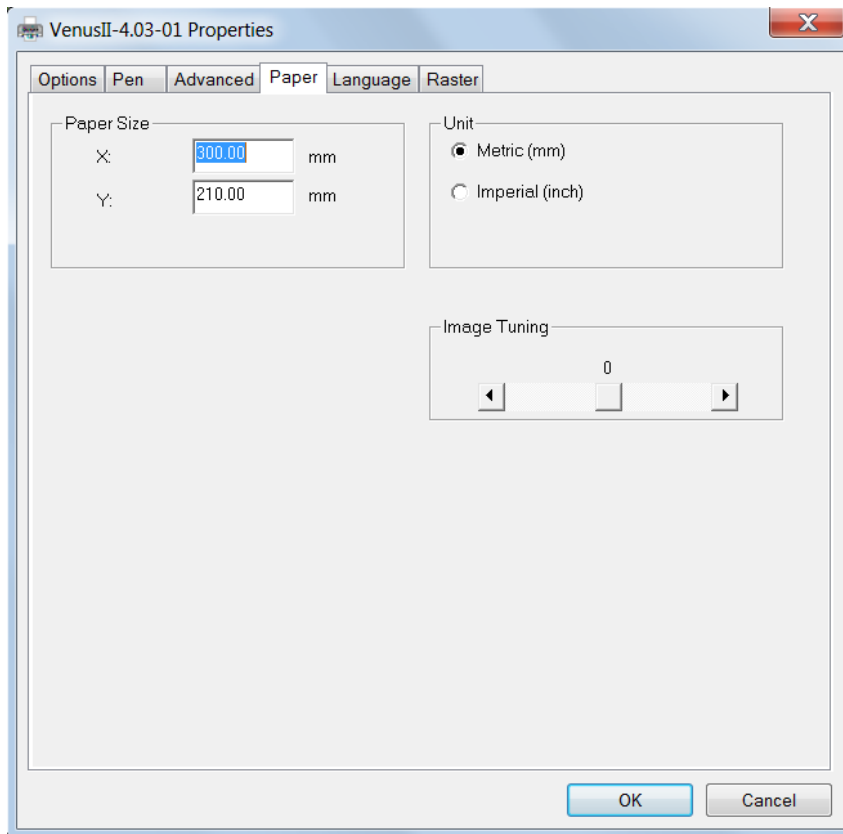 VenusII-4.03-01 Properties
Options Pen Advanced Paper Language Raster
Paper Size
X: 300.00 mm
Y: 210.00 mm
Unit
Metric (mm)
Imperial (inch)
Image Tuning
0
OK Cancel